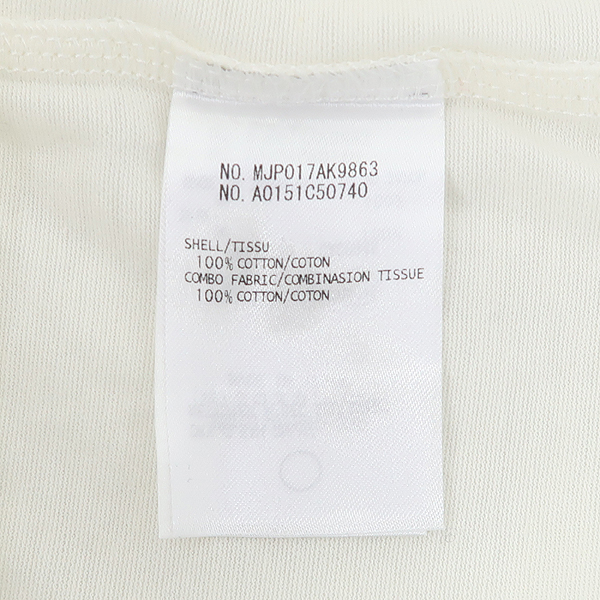 NO. MJP017AK9863
NO. A0151C50740
SHELL/TISSU
100% COTTON/COTON
COMBO FABRIC/COMBINASION TISSUE
100% COTTON/COTON